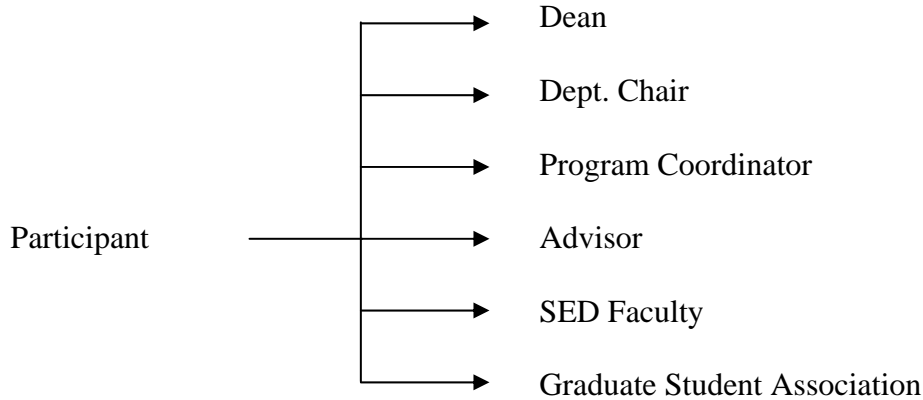 Dean
Dept. Chair
Program Coordinator
Participant
Advisor
SED Faculty
Graduate Student Association